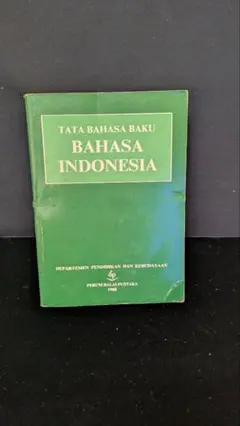 TATA BAHASA BAKU
BAHASA
INDONESIA
DEPARTEMEN PENDIDIKAN DAN KEBUDAYAAN
PERUM BALAI PUSTAKA
1988